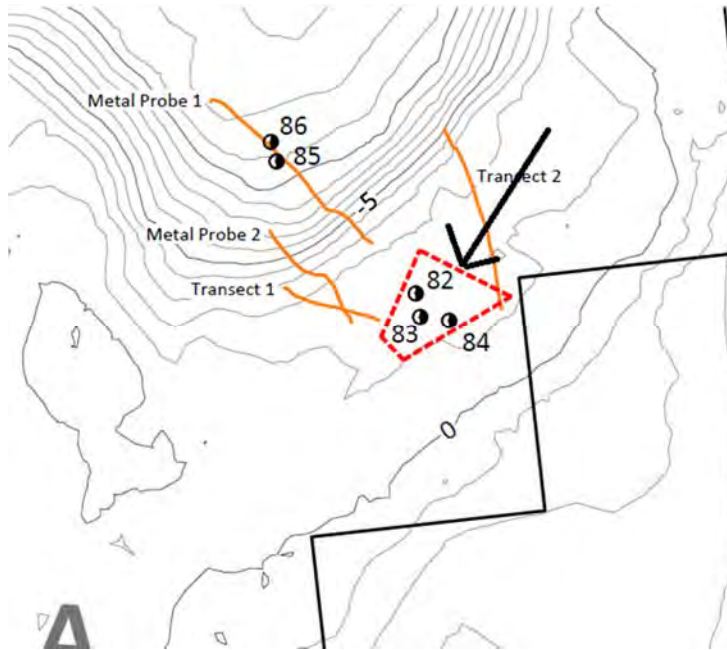 Metal Probe 1
86
85
Transect 2
-5
Metal Probe 2
Transect 1
82
83
84
0
A